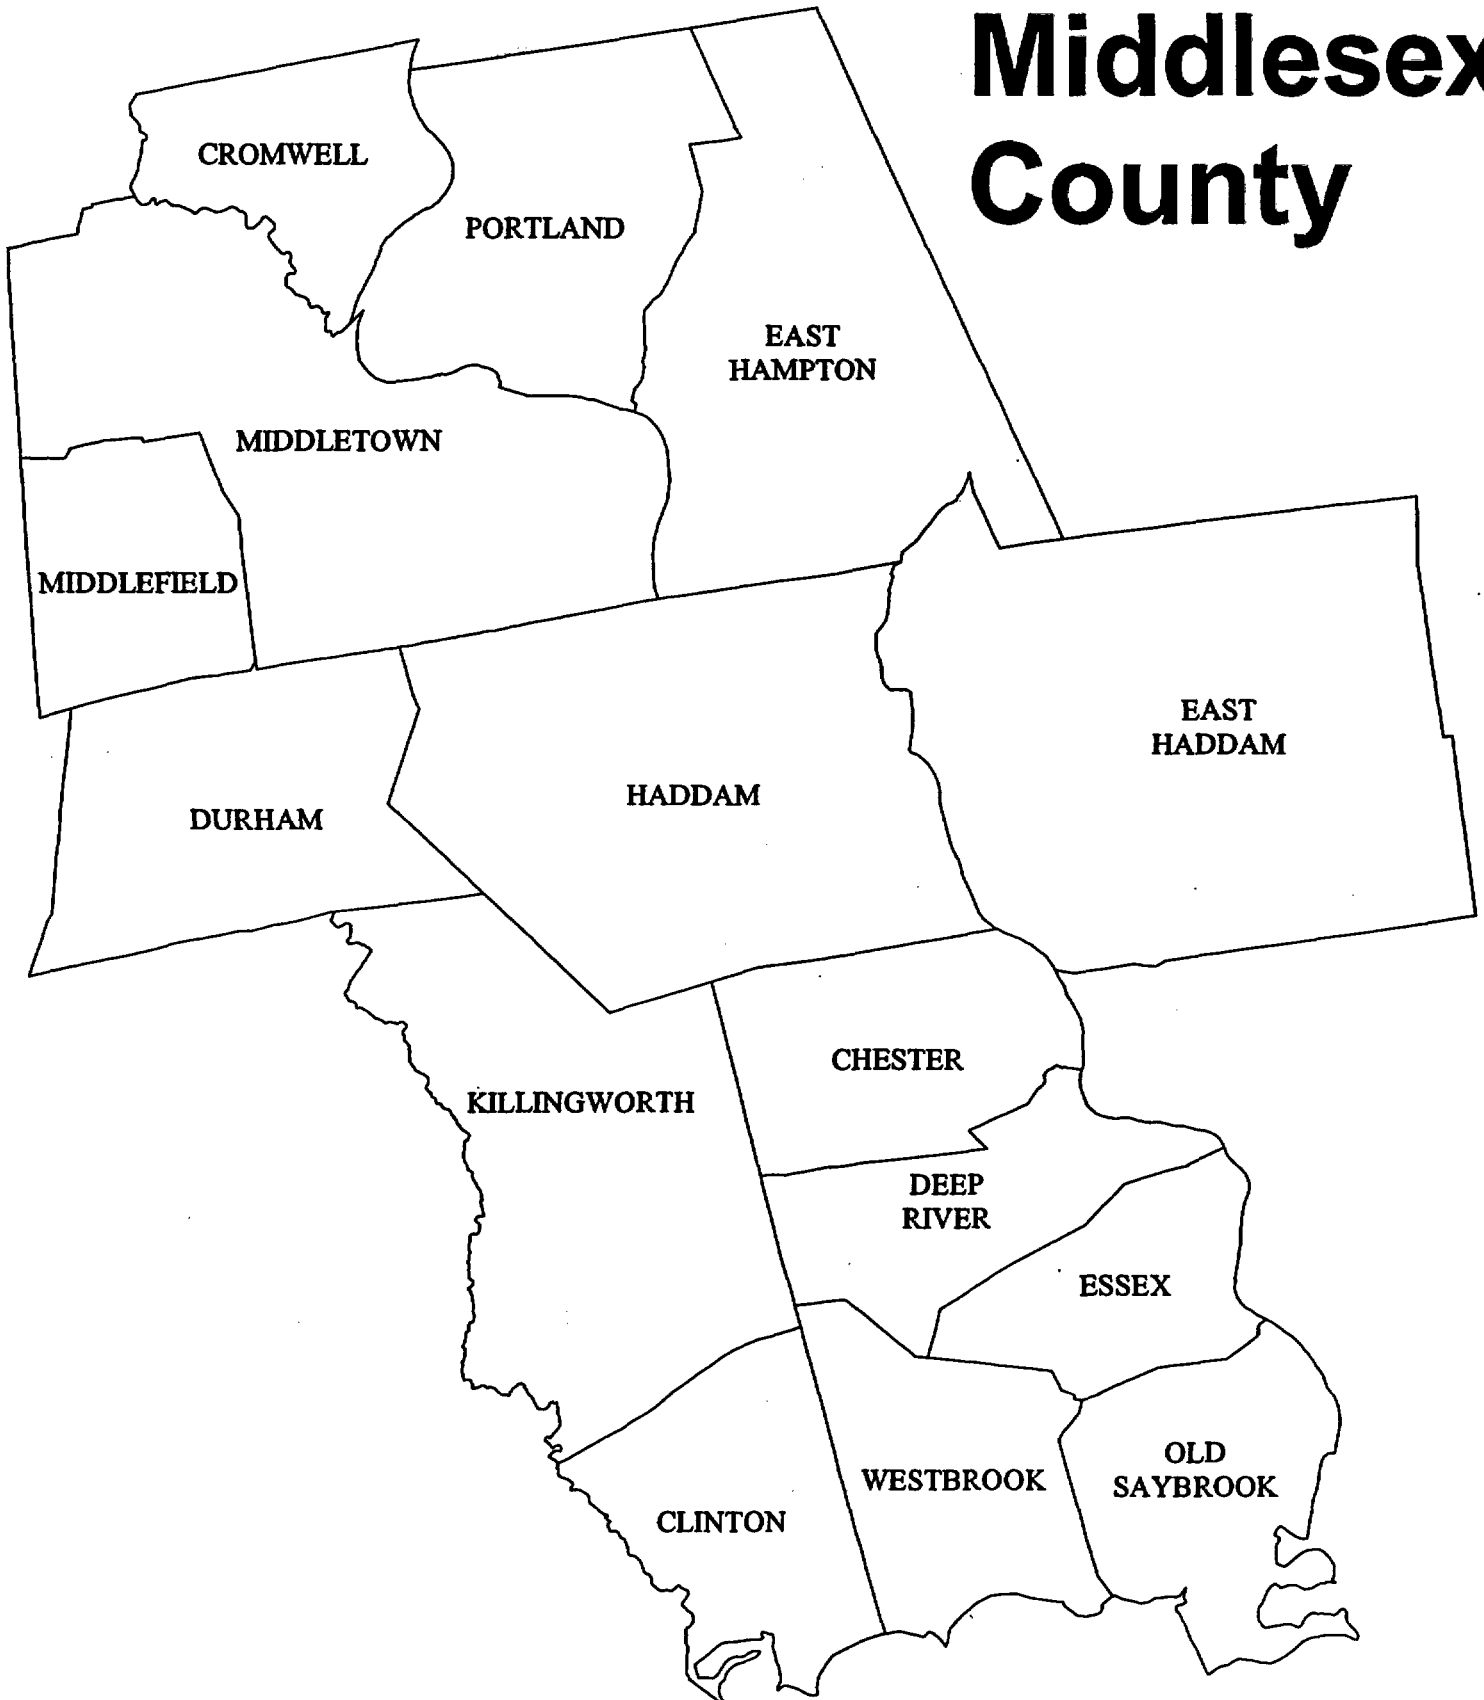 Middlesex
County
CROMWELL
PORTLAND
EAST
HAMPTON
MIDDLETOWN
MIDDLEFIELD
EAST
HADDAM
HADDAM
DURHAM
CHESTER
KILLINGWORTH
DEEP
RIVER
ESSEX
OLD
SAYBROOK
WESTBROOK
CLINTON